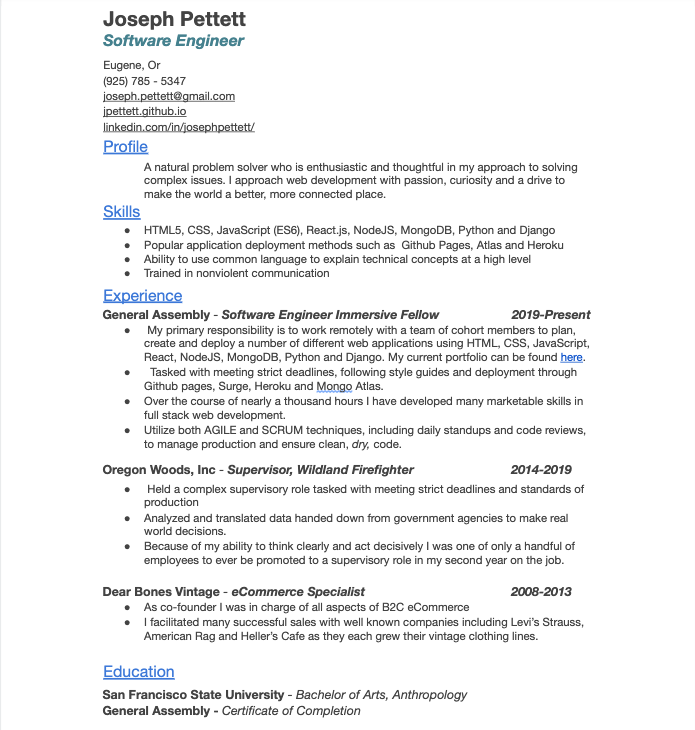 Joseph Pettett
Software Engineer
Eugene, Or
(925) 785 - 5347
joseph.pettett@gmail.com
jpettett.github.io
linkedin.com/in/josephpettett/
Profile
A natural problem solver who is enthusiastic and thoughtful in my approach to solving
complex issues. I approach web development with passion, curiosity and a drive to
make the world a better, more connected place.
Skills
● HTML5, CSS, JavaScript (ES6), React.js, NodeJS, MongoDB, Python and Django
● Popular application deployment methods such as Github Pages, Atlas and Heroku
● Ability to use common language to explain technical concepts at a high level
● Trained in nonviolent communication
Experience
General Assembly - Software Engineer Immersive Fellow 2019-Present
● My primary responsibility is to work remotely with a team of cohort members to plan,
create and deploy a number of different web applications using HTML, CSS, JavaScript,
React, NodeJS, MongoDB, Python and Django. My current portfolio can be found here.
● Tasked with meeting strict deadlines, following style guides and deployment through
Github pages, Surge, Heroku and Mongo Atlas.
● Over the course of nearly a thousand hours I have developed many marketable skills in
full stack web development.
● Utilize both AGILE and SCRUM techniques, including daily standups and code reviews,
to manage production and ensure clean, dry, code.
Oregon Woods, Inc - Supervisor, Wildland Firefighter 2014-2019
● Held a complex supervisory role tasked with meeting strict deadlines and standards of
production
● Analyzed and translated data handed down from government agencies to make real
world decisions.
● Because of my ability to think clearly and act decisively I was one of only a handful of
employees to ever be promoted to a supervisory role in my second year on the job.
Dear Bones Vintage - eCommerce Specialist 2008-2013
● As co-founder I was in charge of all aspects of B2C eCommerce
● I facilitated many successful sales with well known companies including Levi's Strauss,
American Rag and Heller's Cafe as they each grew their vintage clothing lines.
Education
San Francisco State University - Bachelor of Arts, Anthropology
General Assembly - Certificate of Completion